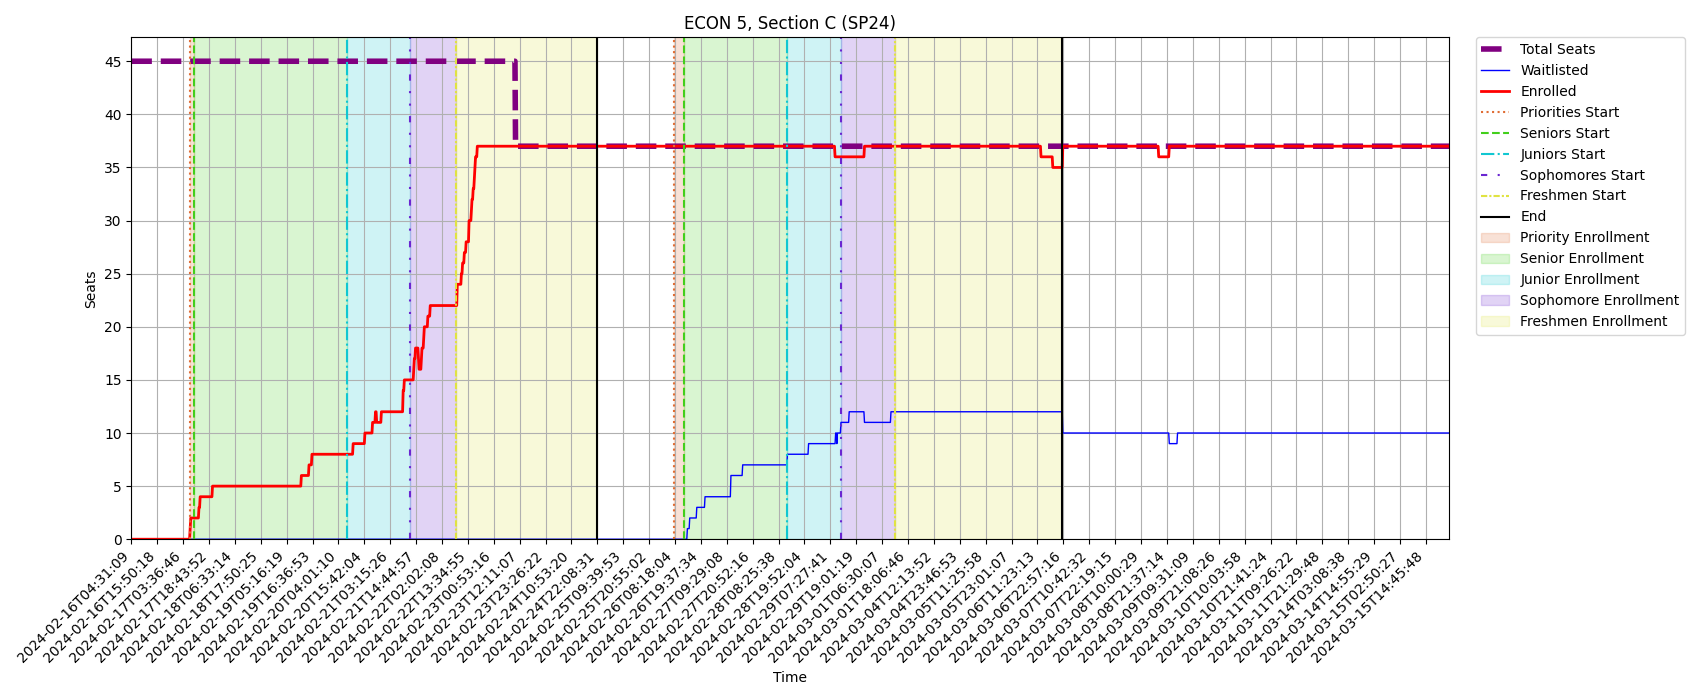 ECON 5, Section C (SP24)
Seats
45
40
35
30
25
20
15
10
5
0
2024-02-16T04:31:09
2024-02-16T15:50:18
2024-02-17T03:36:46
2024-02-17T18:43:52
2024-02-18T06:33:14
2024-02-18T17:50:25
2024-02-19T05:16:19
2024-02-19T16:36:53
2024-02-20T04:01:10
2024-02-20T15:42:04
2024-02-21T03:15:26
2024-02-21T14:44:57
2024-02-22T02:02:08
2024-02-22T13:34:55
2024-02-23T00:53:16
2024-02-23T12:11:07
2024-02-23T23:26:22
2024-02-24T10:53:20
2024-02-24T22:08:31
2024-02-25T09:39:53
2024-02-25T20:55:02
2024-02-26T08:18:04
2024-02-26T19:37:34
2024-02-27T09:29:08
2024-02-27T20:52:16
2024-02-28T08:25:38
2024-02-28T19:52:04
2024-02-29T07:27:41
2024-02-29T19:01:19
2024-03-01T06:30:07
2024-03-01T18:06:46
2024-03-04T12:13:52
2024-03-04T23:46:53
2024-03-05T11:25:58
2024-03-05T23:01:07
2024-03-06T11:23:13
2024-03-06T22:57:16
2024-03-07T10:42:32
2024-03-07T22:19:15
2024-03-08T10:00:29
2024-03-08T21:37:14
2024-03-09T09:31:09
2024-03-09T21:08:26
2024-03-10T10:03:58
2024-03-10T21:41:24
2024-03-11T09:26:22
2024-03-11T21:29:48
2024-03-14T03:08:38
2024-03-14T14:55:29
2024-03-15T02:50:27
2024-03-15T14:45:48
Time
Total Seats
Waitlisted
Enrolled
Priorities Start
Seniors Start
Juniors Start
Sophomores Start
Freshmen Start
End
Priority Enrollment
Senior Enrollment
Junior Enrollment
Sophomore Enrollment
Freshmen Enrollment